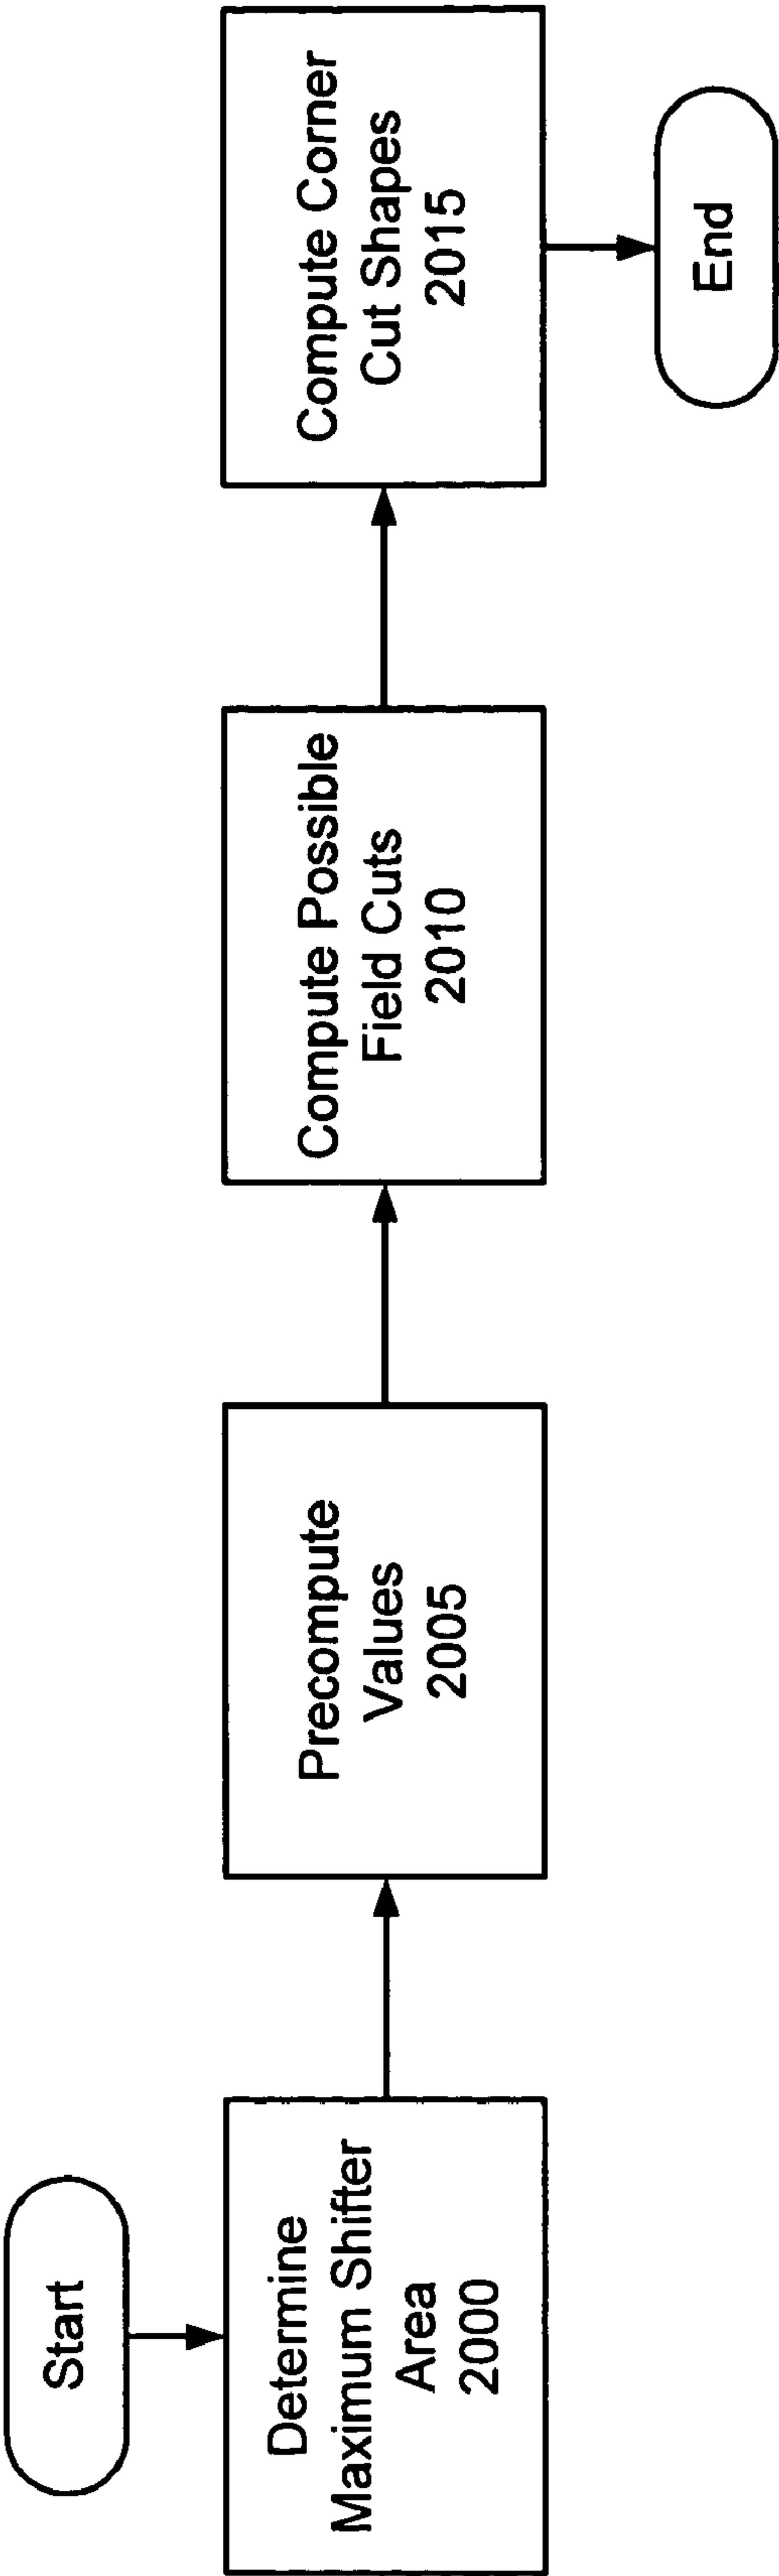 Start
Determine
Maximum Shifter
Area
2000
Precompute
Values
2005
Compute Possible
Field Cuts
2010
Compute Corner
Cut Shapes
2015
End